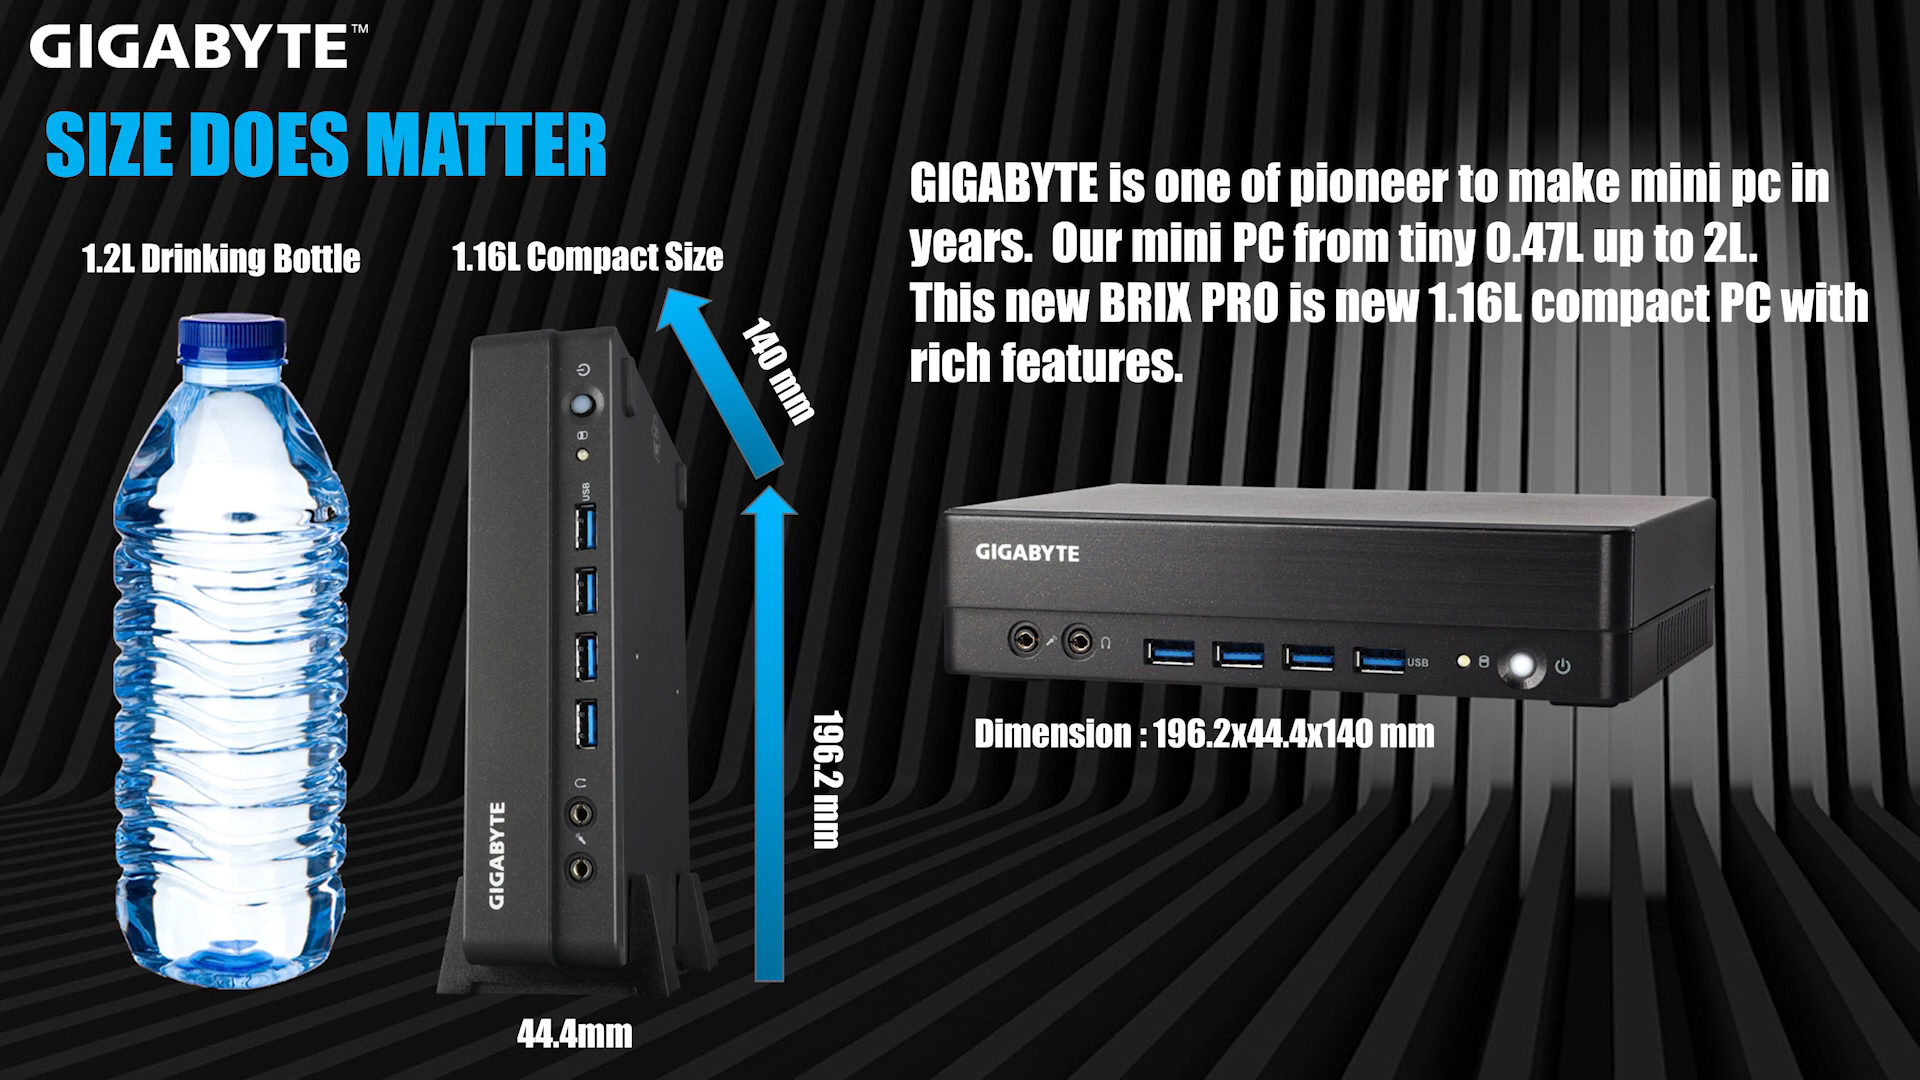 GIGABYTE™
SIZE DOES MATTER
GIGABYTE is one of pioneer to make mini pc in
years. Our mini PC from tiny 0.47L up to 2L.
This new BRIX PRO is new 1.16L compact PC with
rich features.
1.2L Drinking Bottle
1.16L Compact Size
140 mm
196.2 mm
44.4mm
USB
GIGABYTE
GIGABYTE
USB
Dimension : 196.2x44.4x140 mm